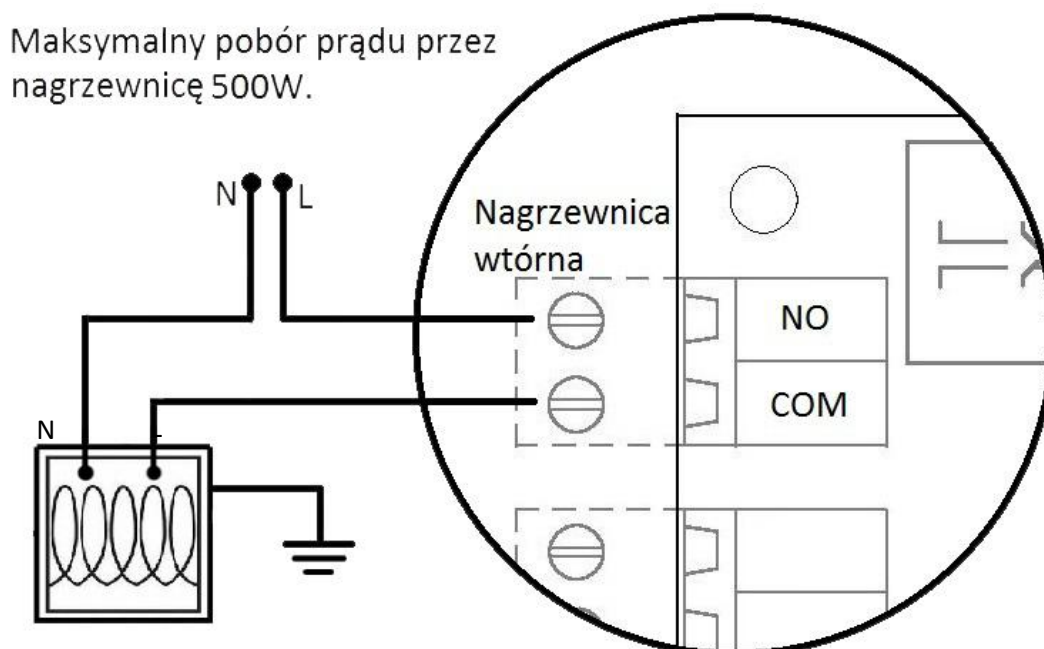 Maksymalny pobór prądu przez
nagrzewnicę 500W.
N L
Nagrzewnica
wtórna
NO
COM
N